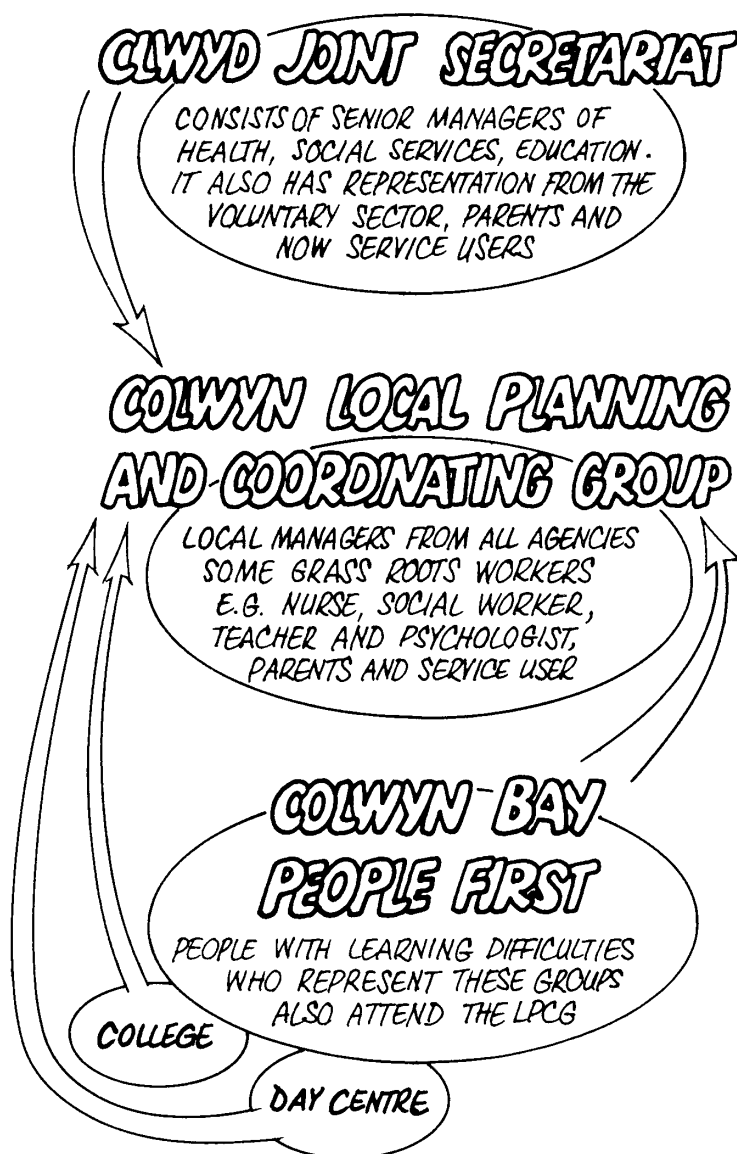 CLWYD JOINT SECRETARIAT
CONSISTS OF SENIOR MANAGERS OF
HEALTH, SOCIAL SERVICES, EDUCATION.
IT ALSO HAS REPRESENTATION FROM THE
VOLUNTARY SECTOR, PARENTS AND
NOW SERVICE USERS
COLWYN LOCAL PLANNING
AND COORDINATING GROUP
LOCAL MANAGERS FROM ALL AGENCIES
SOME GRASS ROOTS WORKERS
E.G. NURSE, SOCIAL WORKER,
TEACHER AND PSYCHOLOGIST,
PARENTS AND SERVICE USER
COLWYN BAY
PEOPLE FIRST
PEOPLE WITH LEARNING DIFFICULTIES
WHO REPRESENT THESE GROUPS
ALSO ATTEND THE LPCG
COLLEGE
DAY CENTRE